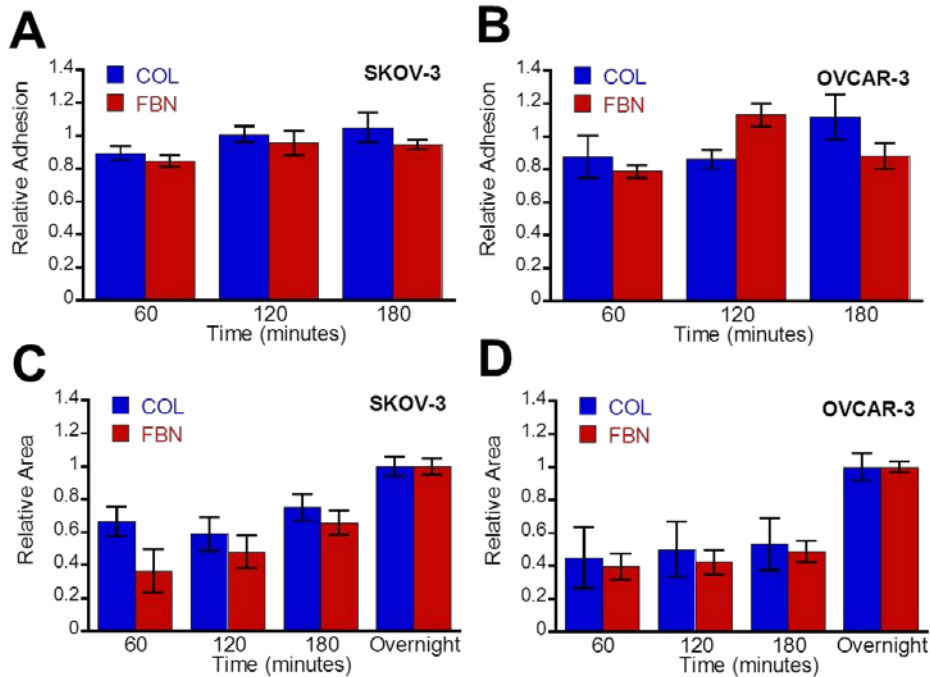 A
Relative Adhesion
1.4
1.2
1
0.8
0.6
0.4
0.2
0
COL
FBN
SKOV-3
60 120 180
Time (minutes)
B
Relative Adhesion
1.4
1.2
1
0.8
0.6
0.4
0.2
0
COL
FBN
OVCAR-3
60 120 180
Time (minutes)
C
Relative Area
1.4
1.2
1
0.8
0.6
0.4
0.2
0
COL
FBN
SKOV-3
60 120 180 Overnight
Time (minutes)
D
Relative Area
1.4
1.2
1
0.8
0.6
0.4
0.2
0
COL
FBN
OVCAR-3
60 120 180 Overnight
Time (minutes)